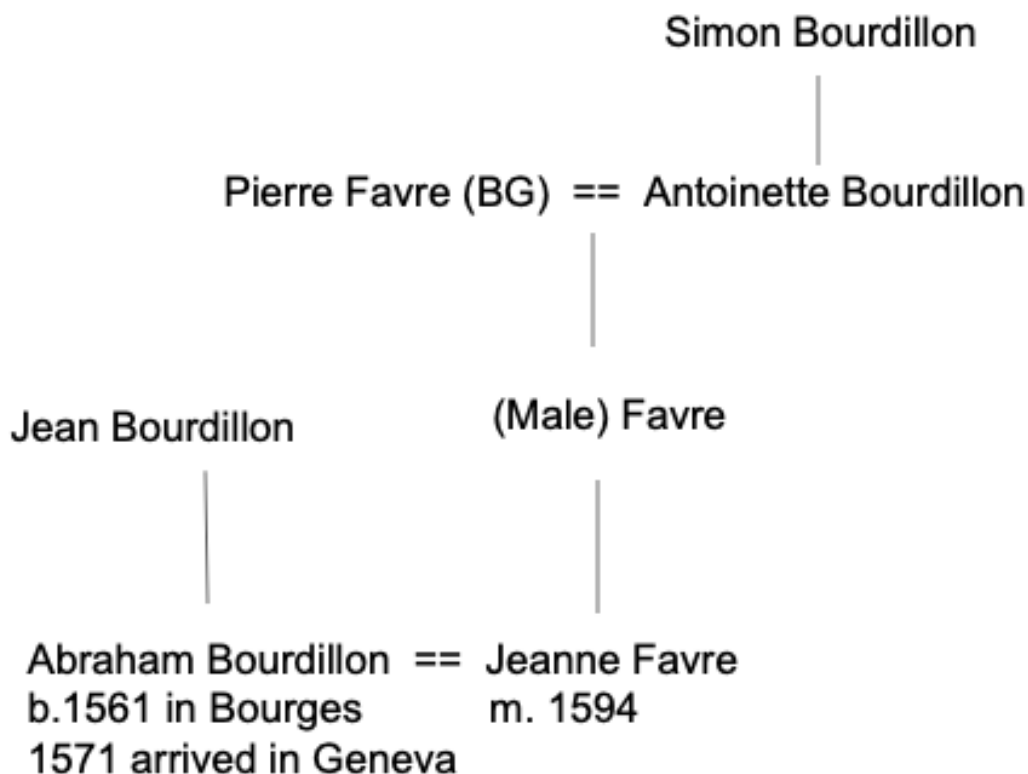 Simon Bourdillon
Pierre Favre (BG) == Antoinette Bourdillon
Jean Bourdillon
(Male) Favre
Abraham Bourdillon == Jeanne Favre
b.1561 in Bourges
m. 1594
1571 arrived in Geneva